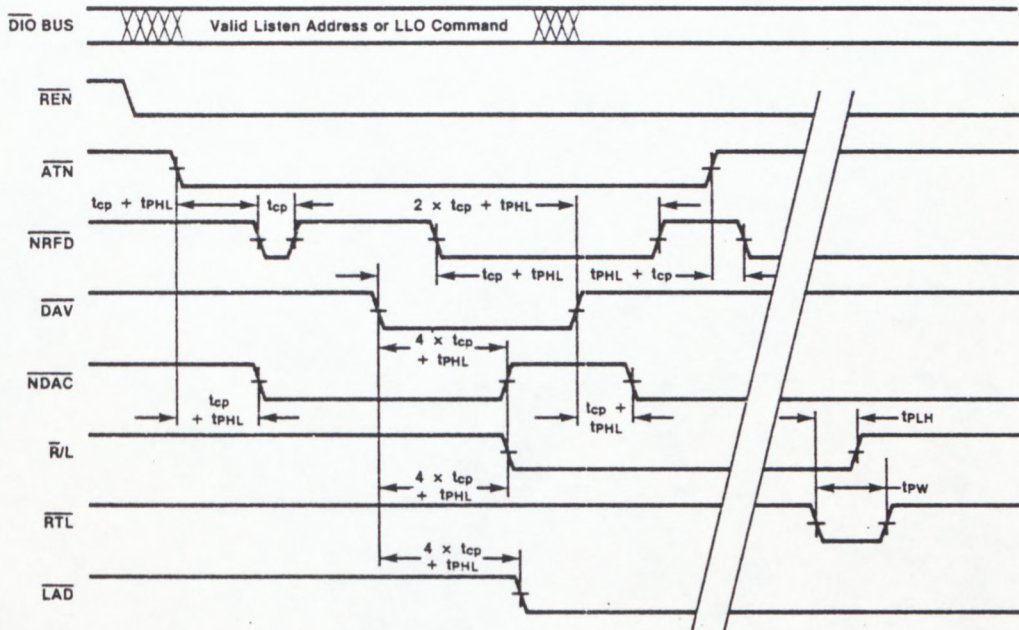 DIO BUS Valid Listen Address or LLO Command
REN
ATN
tcp + tPHL tcp 2 × tcp + tPHL
NRFD
tcp + tPHL tPHL + tcp
DAV
4 × tcp
+ tPHL
NDAC
tcp
+ tPHL
tcp +
tPHL
tPLH
R/L
4 × tcp
+ tPHL
tPW
RTL
4 × tcp
+ tPHL
LAD